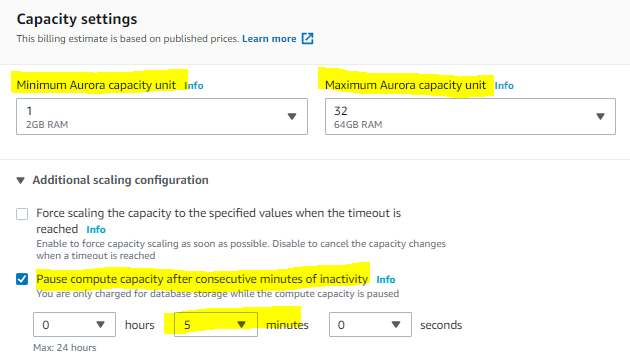 Capacity settings
This billing estimate is based on published prices. Learn more
Minimum Aurora capacity unit Info
Maximum Aurora capacity unit Info
1
2GB RAM
32
64GB RAM
Additional scaling configuration
Force scaling the capacity to the specified values when the timeout is
reached Info
Enable to force capacity scaling as soon as possible. Disable to cancel the capacity changes
when a timeout is reached
Pause compute capacity after consecutive minutes of inactivity Info
You are only charged for database storage while the compute capacity is paused
0 hours 5 minutes 0 seconds
Max: 24 hours